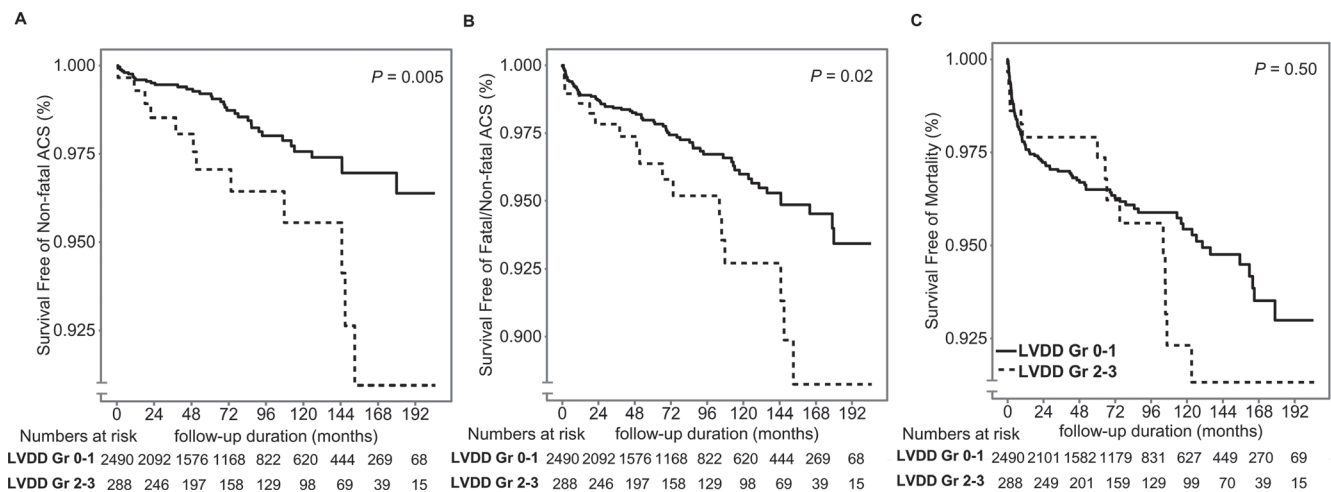 A
Survival Free of Non-fatal ACS (%)
1.000
0.975
0.950
0.925
P = 0.005
0 24 48 72 96 120 144 168 192
Numbers at risk follow-up duration (months)
LVDD Gr 0-1 2490 2092 1576 1168 822 620 444 269 68
LVDD Gr 2-3 288 246 197 158 129 98 69 39 15
B
Survival Free of Fatal/Non-fatal ACS (%)
1.000
0.975
0.950
0.925
0.900
P = 0.02
0 24 48 72 96 120 144 168 192
Numbers at risk follow-up duration (months)
LVDD Gr 0-1 2490 2092 1576 1168 822 620 444 269 68
LVDD Gr 2-3 288 246 197 158 129 98 69 39 15
C
Survival Free of Mortality (%)
1.000
0.975
0.950
0.925
P = 0.50
LVDD Gr 0-1
LVDD Gr 2-3
0 24 48 72 96 120 144 168 192
Numbers at risk follow-up duration (months)
LVDD Gr 0-1 2490 2101 1582 1179 831 627 449 270 69
LVDD Gr 2-3 288 249 201 159 129 99 70 39 15